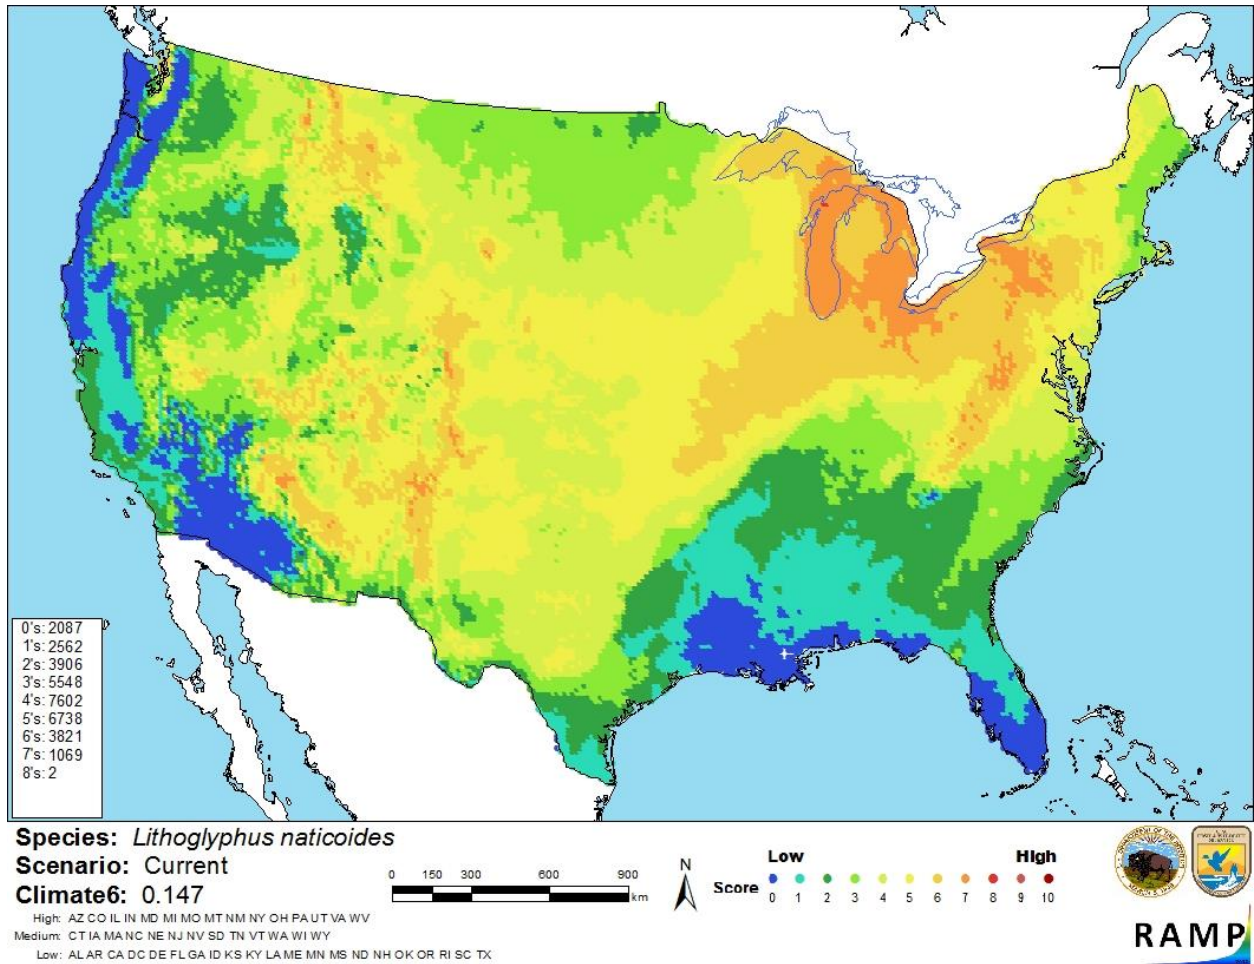 0's: 2087
1's: 2562
2's: 3906
3's: 5548
4's: 7602
5's: 6738
6's: 3821
7's: 1069
8's: 2
Species: Lithoglyphus naticoides
Scenario: Current
Climate6: 0.147
High: AZ CO IL IN MD MI MO MT NM NY OH PA UT VA WV
Medium: CT IA MA NC NE NJ NV SD TN VT WA WI WY
Low: AL AR CA DC DE FL GA ID KS KY LA ME MN MS ND NH OK OR RI SC TX
0 150 300 600 900
km
N
Low High
Score 0 1 2 3 4 5 6 7 8 9 10
RAMP